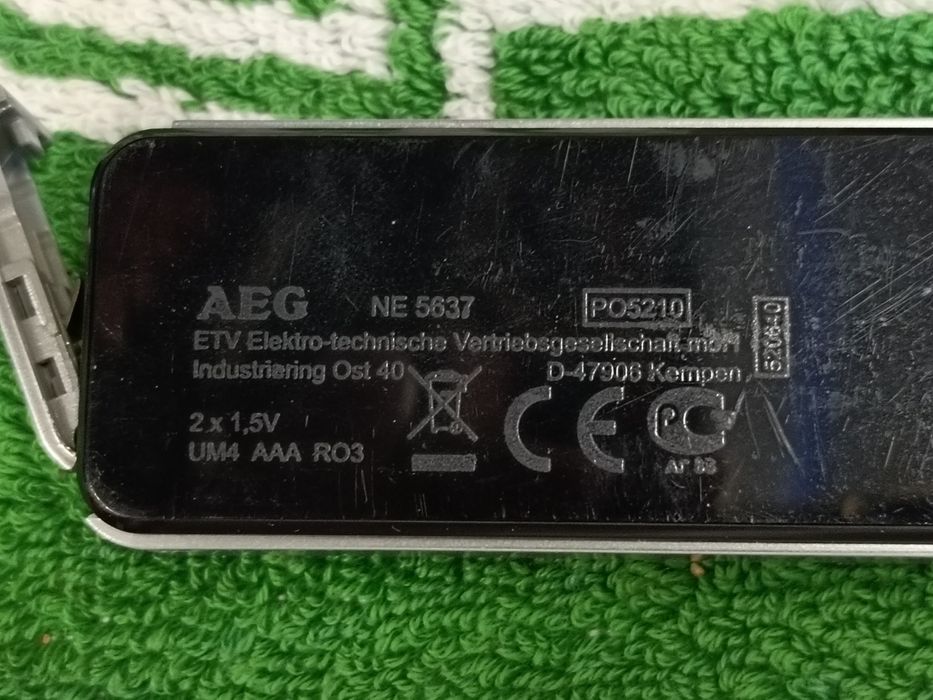 AEG NE 5637 PO5210
ETV Elektro-technische Vertriebsgesellschaft mbH
Industriering Ost 40 D-47906 Kempen
2 x 1,5V
UM4 AAA RO3
CE
PC